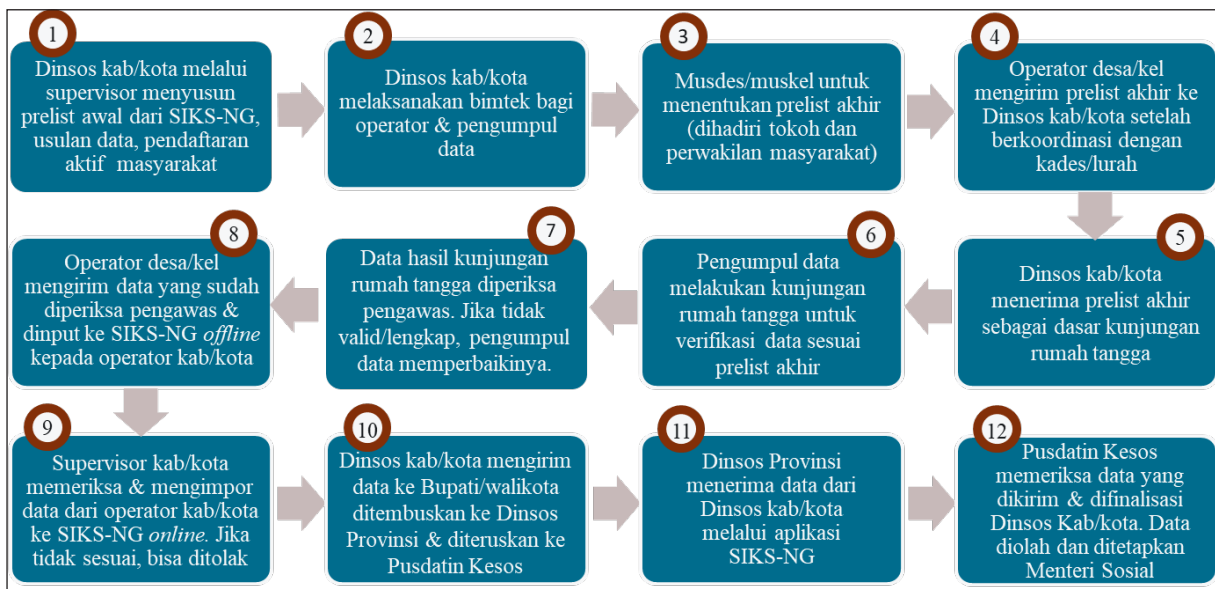 1
Dinsos kab/kota melalui
supervisor menyusun
prelist awal dari SIKS-NG,
usulan data, pendaftaran
aktif masyarakat
2
Dinsos kab/kota
melaksanakan bimtek bagi
operator & pengumpul
data
3
Musdes/muskel untuk
menentukan prelist akhir
(dihadiri tokoh dan
perwakilan masyarakat)
4
Operator desa/kel
mengirim prelist akhir ke
Dinsos kab/kota setelah
berkoordinasi dengan
kades/lurah
5
Dinsos kab/kota
menerima prelist akhir
sebagai dasar kunjungan
rumah tangga
6
Pengumpul data
melakukan kunjungan
rumah tangga untuk
verifikasi data sesuai
prelist akhir
7
Data hasil kunjungan
rumah tangga diperiksa
pengawas. Jika tidak
valid/lengkap, pengumpul
data memperbaikinya.
8
Operator desa/kel
mengirim data yang sudah
diperiksa pengawas &
dinput ke SIKS-NG offline
kepada operator kab/kota
9
Supervisor kab/kota
memeriksa & mengimpor
data dari operator kab/kota
ke SIKS-NG online. Jika
tidak sesuai, bisa ditolak
10
Dinsos kab/kota mengirim
data ke Bupati/walikota
ditembuskan ke Dinsos
Provinsi & diteruskan ke
Pusdatin Kesos
11
Dinsos Provinsi
menerima data dari
Dinsos kab/kota
melalui aplikasi
SIKS-NG
12
Pusdatin Kesos
memeriksa data yang
dikirim & difinalisasi
Dinsos Kab/kota. Data
diolah dan ditetapkan
Menteri Sosial